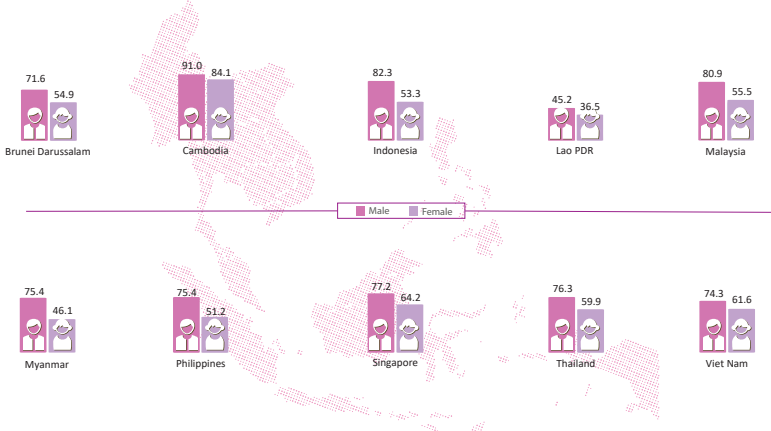 71.6
54.9
Brunei Darussalam
91.0
84.1
Cambodia
82.3
53.3
Indonesia
45.2
36.5
Lao PDR
80.9
55.5
Malaysia
Male
Female
75.4
46.1
Myanmar
75.4
51.2
Philippines
77.2
64.2
Singapore
76.3
59.9
Thailand
74.3
61.6
Viet Nam